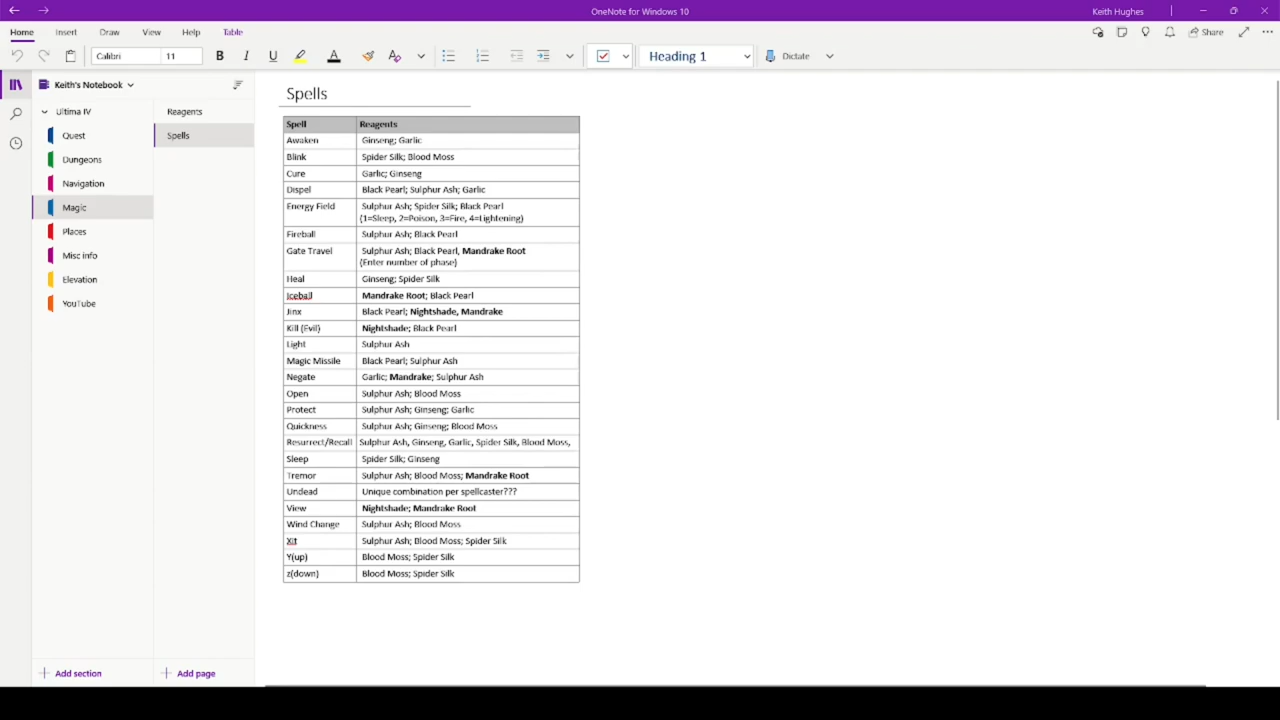 OneNote for Windows 10
Keith Hughes
Home Insert Draw View Help Table
Share
Calibri 11 B I U A Heading 1 Dictate
Keith's Notebook
Ultima IV
Quest
Dungeons
Navigation
Magic
Places
Misc info
Elevation
YouTube
Add section
Reagents
Spells
Add page
Spells
Spell Reagents
Awaken Ginseng; Garlic
Blink Spider Silk; Blood Moss
Cure Garlic; Ginseng
Dispel Black Pearl; Sulphur Ash; Garlic
Energy Field Sulphur Ash; Spider Silk; Black Pearl
(1=Sleep, 2=Poison, 3=Fire, 4=Lightening)
Fireball Sulphur Ash; Black Pearl
Gate Travel Sulphur Ash; Black Pearl, Mandrake Root
(Enter number of phase)
Heal Ginseng; Spider Silk
Iceball Mandrake Root; Black Pearl
Jinx Black Pearl; Nightshade, Mandrake
Kill (Evil) Nightshade; Black Pearl
Light Sulphur Ash
Magic Missile Black Pearl; Sulphur Ash
Negate Garlic; Mandrake; Sulphur Ash
Open Sulphur Ash; Blood Moss
Protect Sulphur Ash; Ginseng; Garlic
Quickness Sulphur Ash; Ginseng; Blood Moss
Resurrect/Recall Sulphur Ash, Ginseng, Garlic, Spider Silk, Blood Moss,
Sleep Spider Silk; Ginseng
Tremor Sulphur Ash; Blood Moss; Mandrake Root
Undead Unique combination per spellcaster???
View Nightshade; Mandrake Root
Wind Change Sulphur Ash; Blood Moss
Xit Sulphur Ash; Blood Moss; Spider Silk
Y(up) Blood Moss; Spider Silk
z(down) Blood Moss; Spider Silk